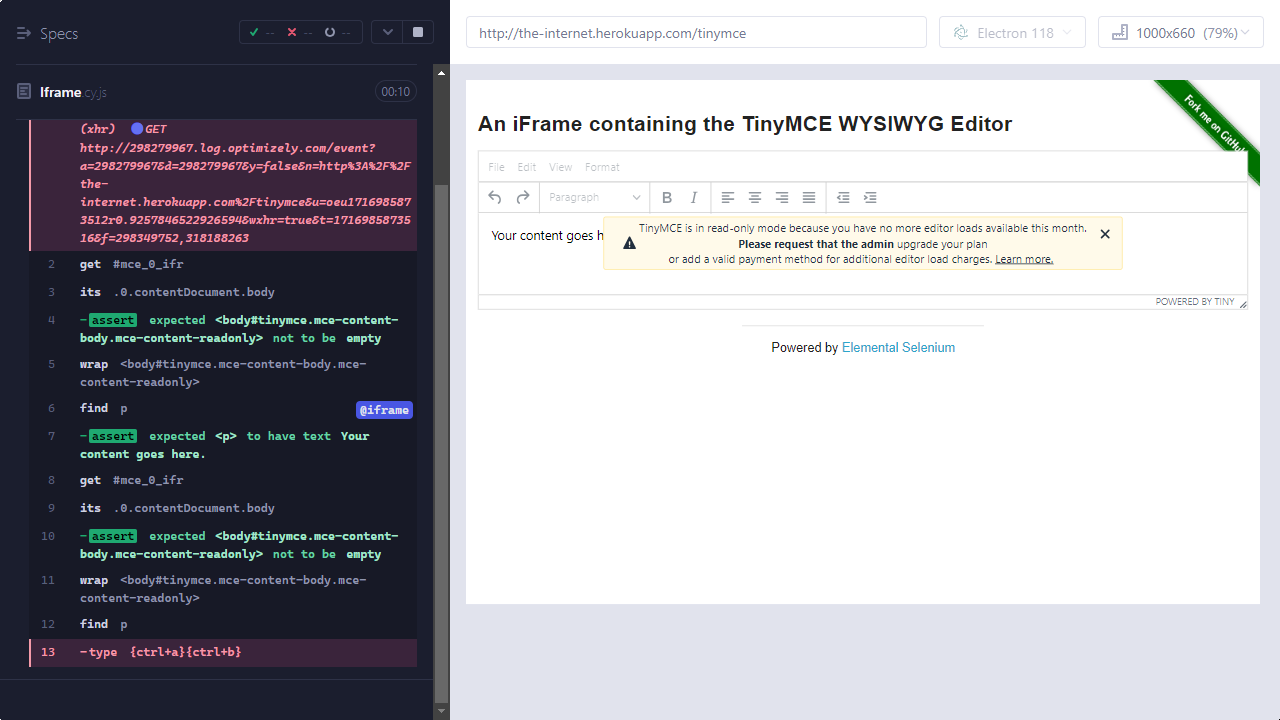 Specs
--
--
--
Iframe.cy.js
00:10
(xhr) GET
http://298279967.log.optimizely.com/event?
a=298279967&d=298279967&y=false&n=http%3A%2F%2F
the-
internet.herokuapp.com%2Ftinymce&u=oeu171698587
3512r0.9257846522926594&wxhr=true&t=17169858735
16&f=298349752,318188263
2 get #mce_0_ifr
3 its .0.contentDocument.body
4 -assert expected <body#tinymce.mce-content-
body.mce-content-readonly> not to be empty
5 wrap <body#tinymce.mce-content-body.mce-
content-readonly>
6 find p @iframe
7 -assert expected <p> to have text Your
content goes here.
8 get #mce_0_ifr
9 its .0.contentDocument.body
10 -assert expected <body#tinymce.mce-content-
body.mce-content-readonly> not to be empty
11 wrap <body#tinymce.mce-content-body.mce-
content-readonly>
12 find p
13 -type {ctrl+a}{ctrl+b}
http://the-internet.herokuapp.com/tinymce
Electron 118
1000x660 (79%)
Fork me on GitHub
An iFrame containing the TinyMCE WYSIWYG Editor
File Edit View Format
Paragraph B I
Your content goes h
TinyMCE is in read-only mode because you have no more editor loads available this month.
Please request that the admin upgrade your plan
or add a valid payment method for additional editor load charges. Learn more.
POWERED BY TINY
Powered by Elemental Selenium